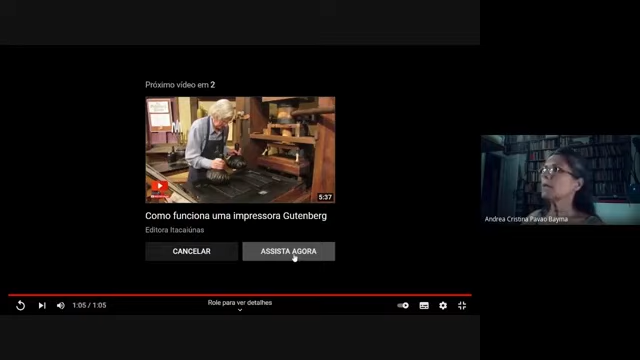 Próximo vídeo em 2
5:37
Como funciona uma impressora Gutenberg
Editora Itacaiúnas
CANCELAR
ASSISTA AGORA
1:05 / 1:05
Role para ver detalhes
Andrea Cristina Pavao Bayma